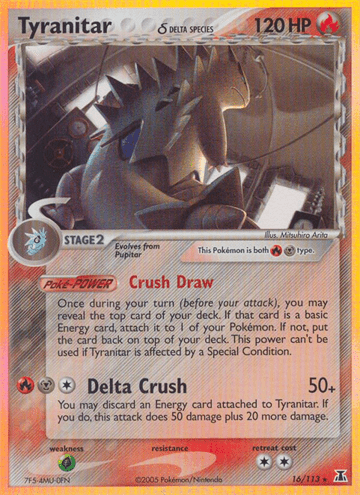 Tyranitar δ DELTA SPECIES 120 HP
Illus. Mitsuhiro Arita
STAGE 2
Evolves from
Pupitar
This Pokémon is both type.
Poké-POWER Crush Draw
Once during your turn (before your attack), you may
reveal the top card of your deck. If that card is a basic
Energy card, attach it to 1 of your Pokémon. If not, put
the card back on top of your deck. This power can't be
used if Tyranitar is affected by a Special Condition.
Delta Crush 50+
You may discard an Energy card attached to Tyranitar. If
you do, this attack does 50 damage plus 20 more damage.
weakness resistance retreat cost
7F5-4MU-0FN ©2005 Pokémon/Nintendo 16/113 ★